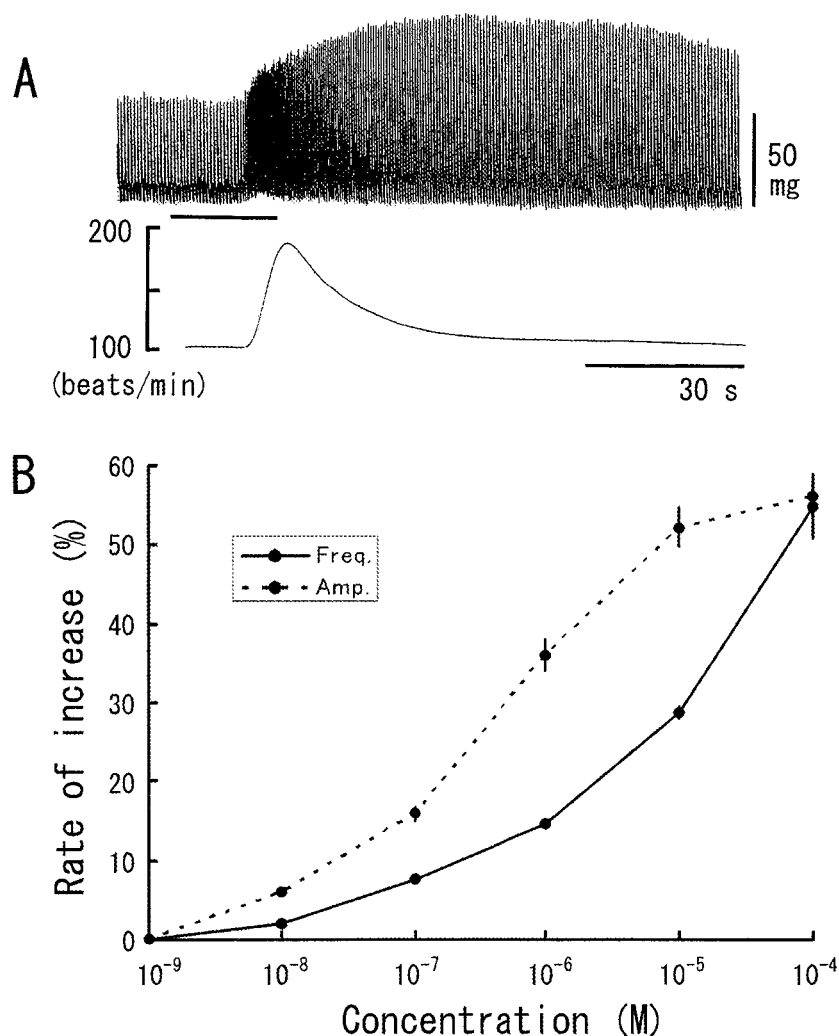 A
50
mg
200
100
(beats/min)
30 s
B
Rate of increase (%)
60
50
40
30
20
10
0
Freq.
Amp.
10⁻⁹ 10⁻⁸ 10⁻⁷ 10⁻⁶ 10⁻⁵ 10⁻⁴
Concentration (M)